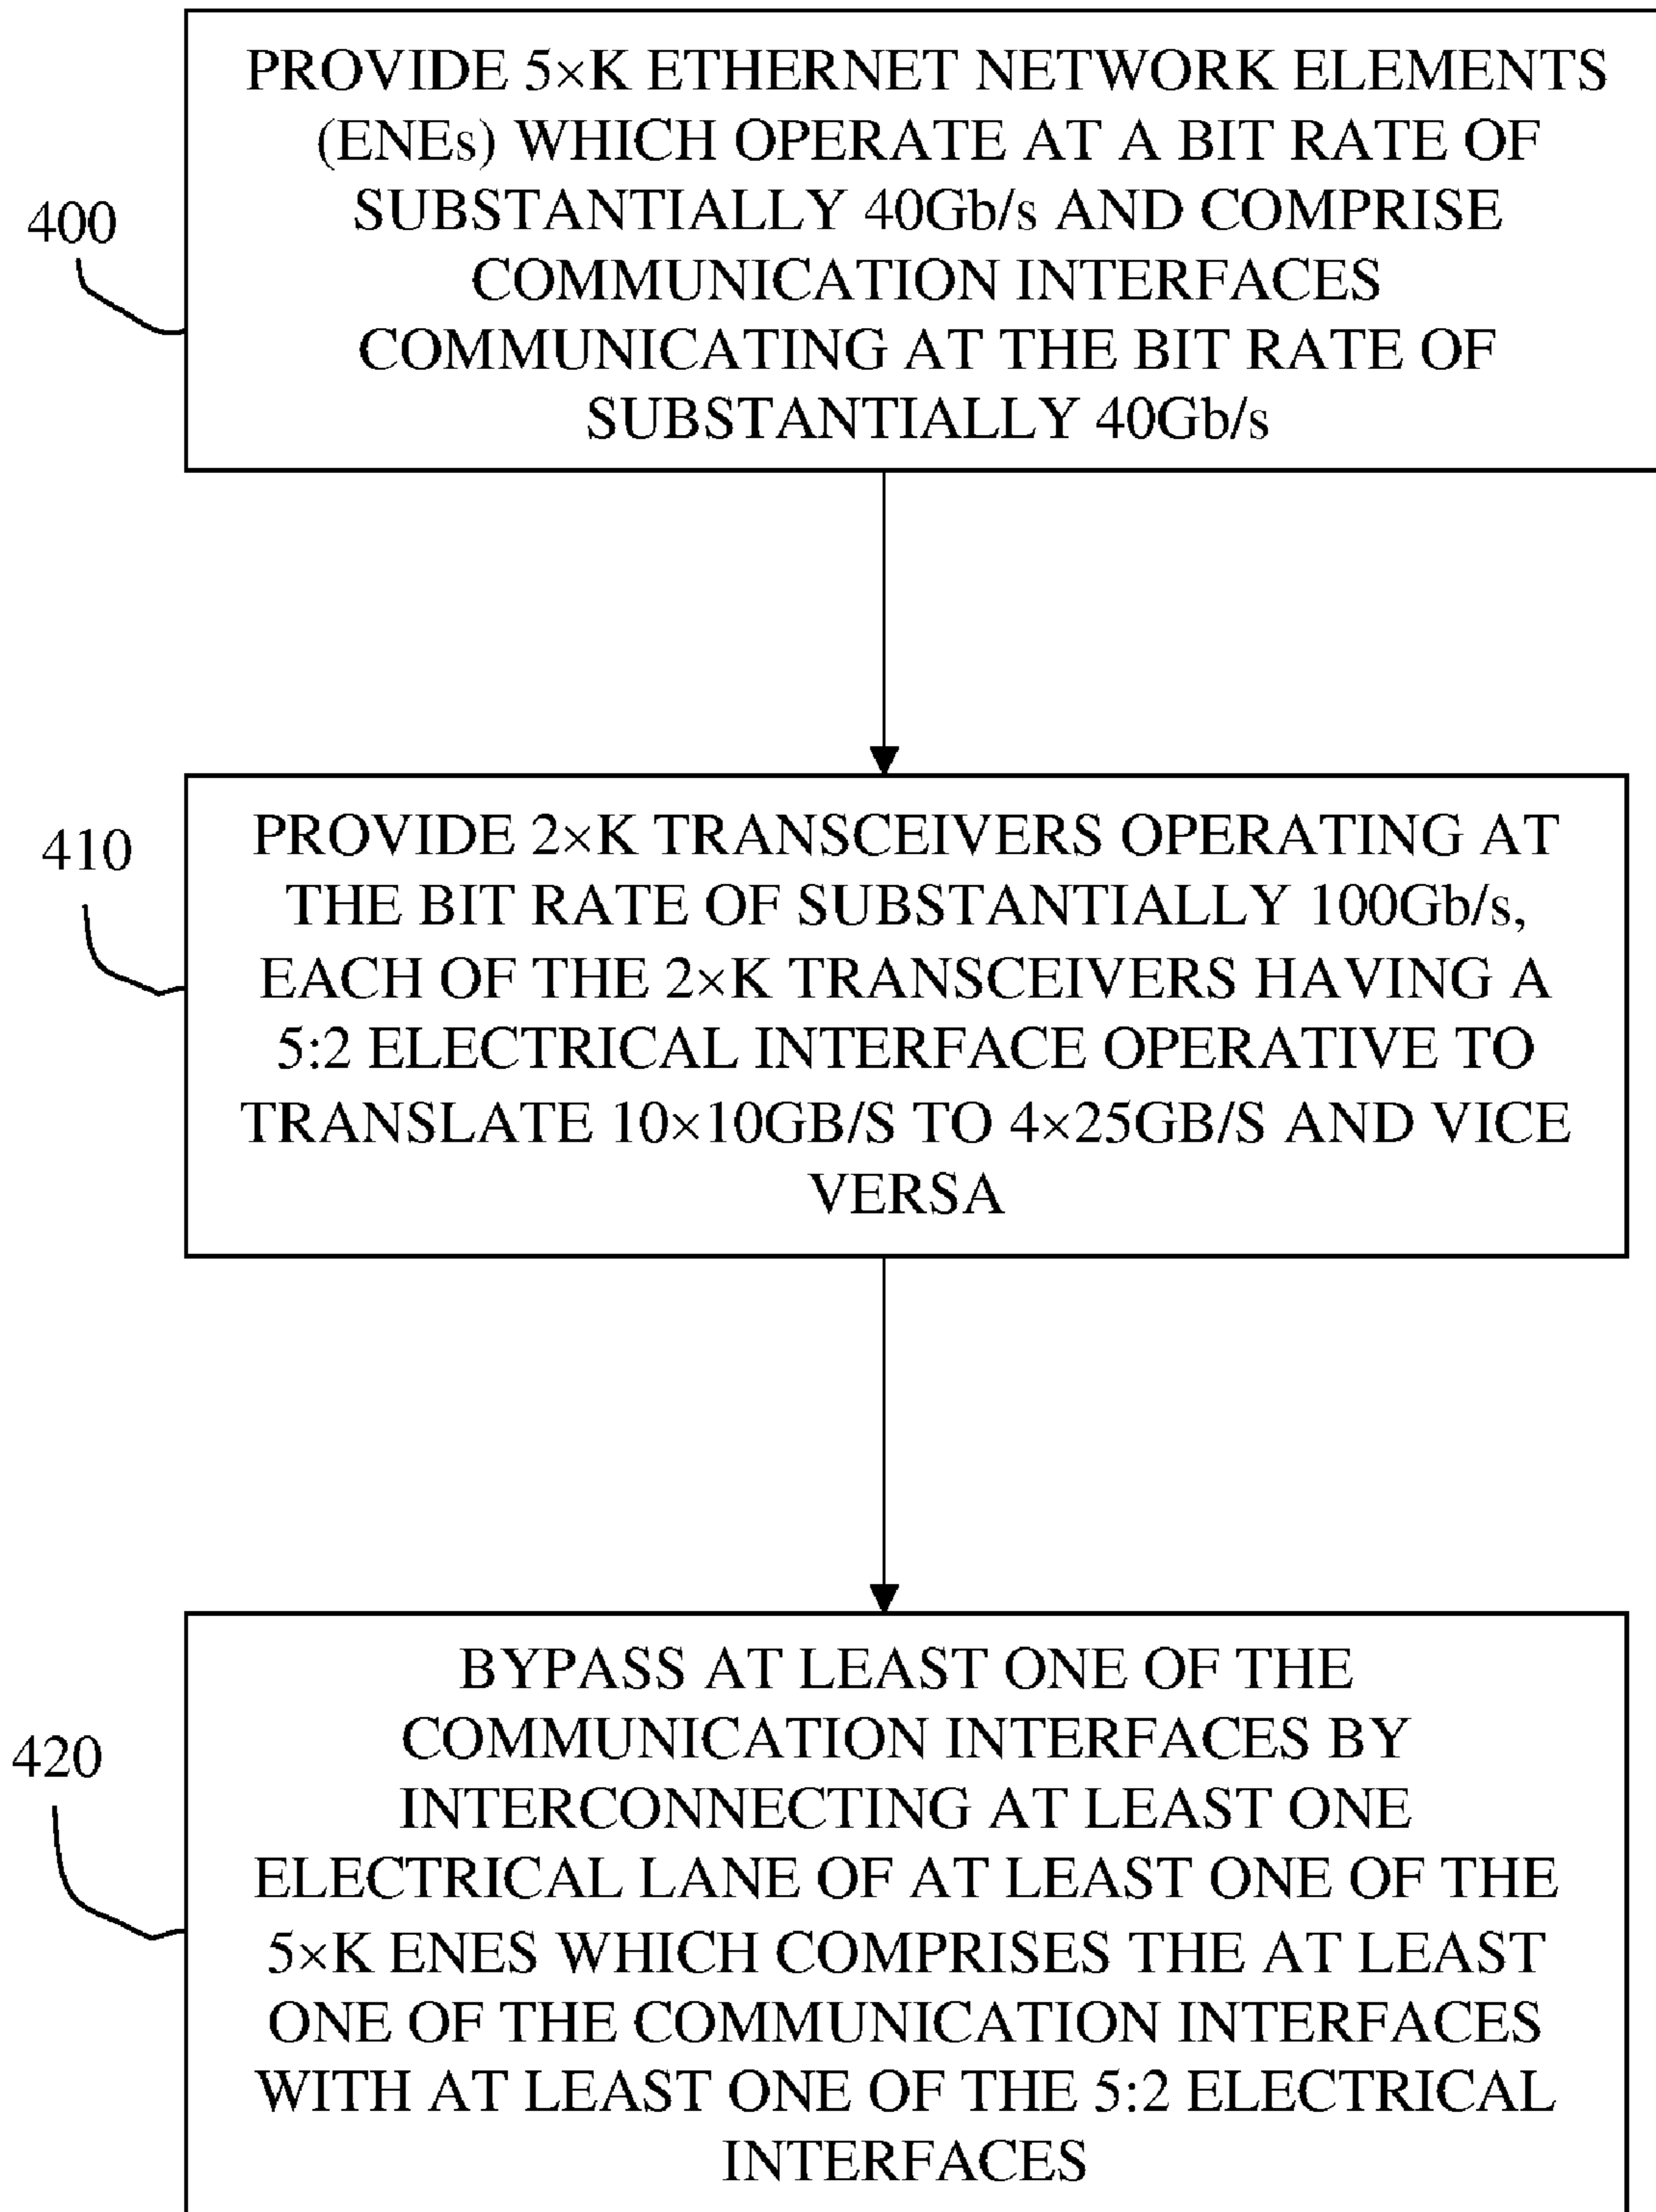 PROVIDE 5×K ETHERNET NETWORK ELEMENTS
(ENEs) WHICH OPERATE AT A BIT RATE OF
SUBSTANTIALLY 40Gb/s AND COMPRISE
COMMUNICATION INTERFACES
COMMUNICATING AT THE BIT RATE OF
SUBSTANTIALLY 40Gb/s
400
PROVIDE 2×K TRANSCEIVERS OPERATING AT
THE BIT RATE OF SUBSTANTIALLY 100Gb/s,
EACH OF THE 2×K TRANSCEIVERS HAVING A
5:2 ELECTRICAL INTERFACE OPERATIVE TO
TRANSLATE 10×10GB/S TO 4×25GB/S AND VICE
VERSA
410
BYPASS AT LEAST ONE OF THE
COMMUNICATION INTERFACES BY
INTERCONNECTING AT LEAST ONE
ELECTRICAL LANE OF AT LEAST ONE OF THE
5×K ENES WHICH COMPRISES THE AT LEAST
ONE OF THE COMMUNICATION INTERFACES
WITH AT LEAST ONE OF THE 5:2 ELECTRICAL
INTERFACES
420